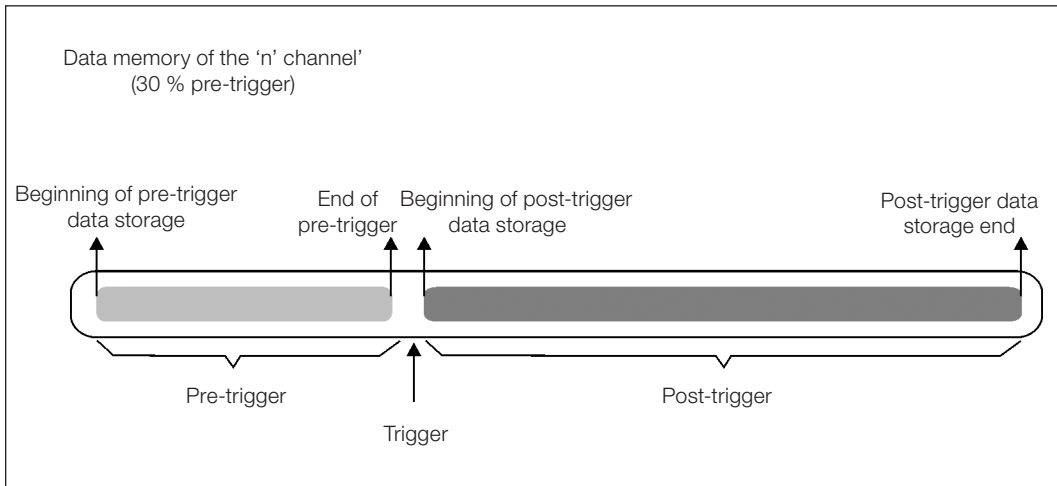 Data memory of the ‘n’ channel’
(30 % pre-trigger)
Beginning of pre-trigger
data storage
End of
pre-trigger
Beginning of post-trigger
data storage
Post-trigger data
storage end
Pre-trigger
Post-trigger
Trigger